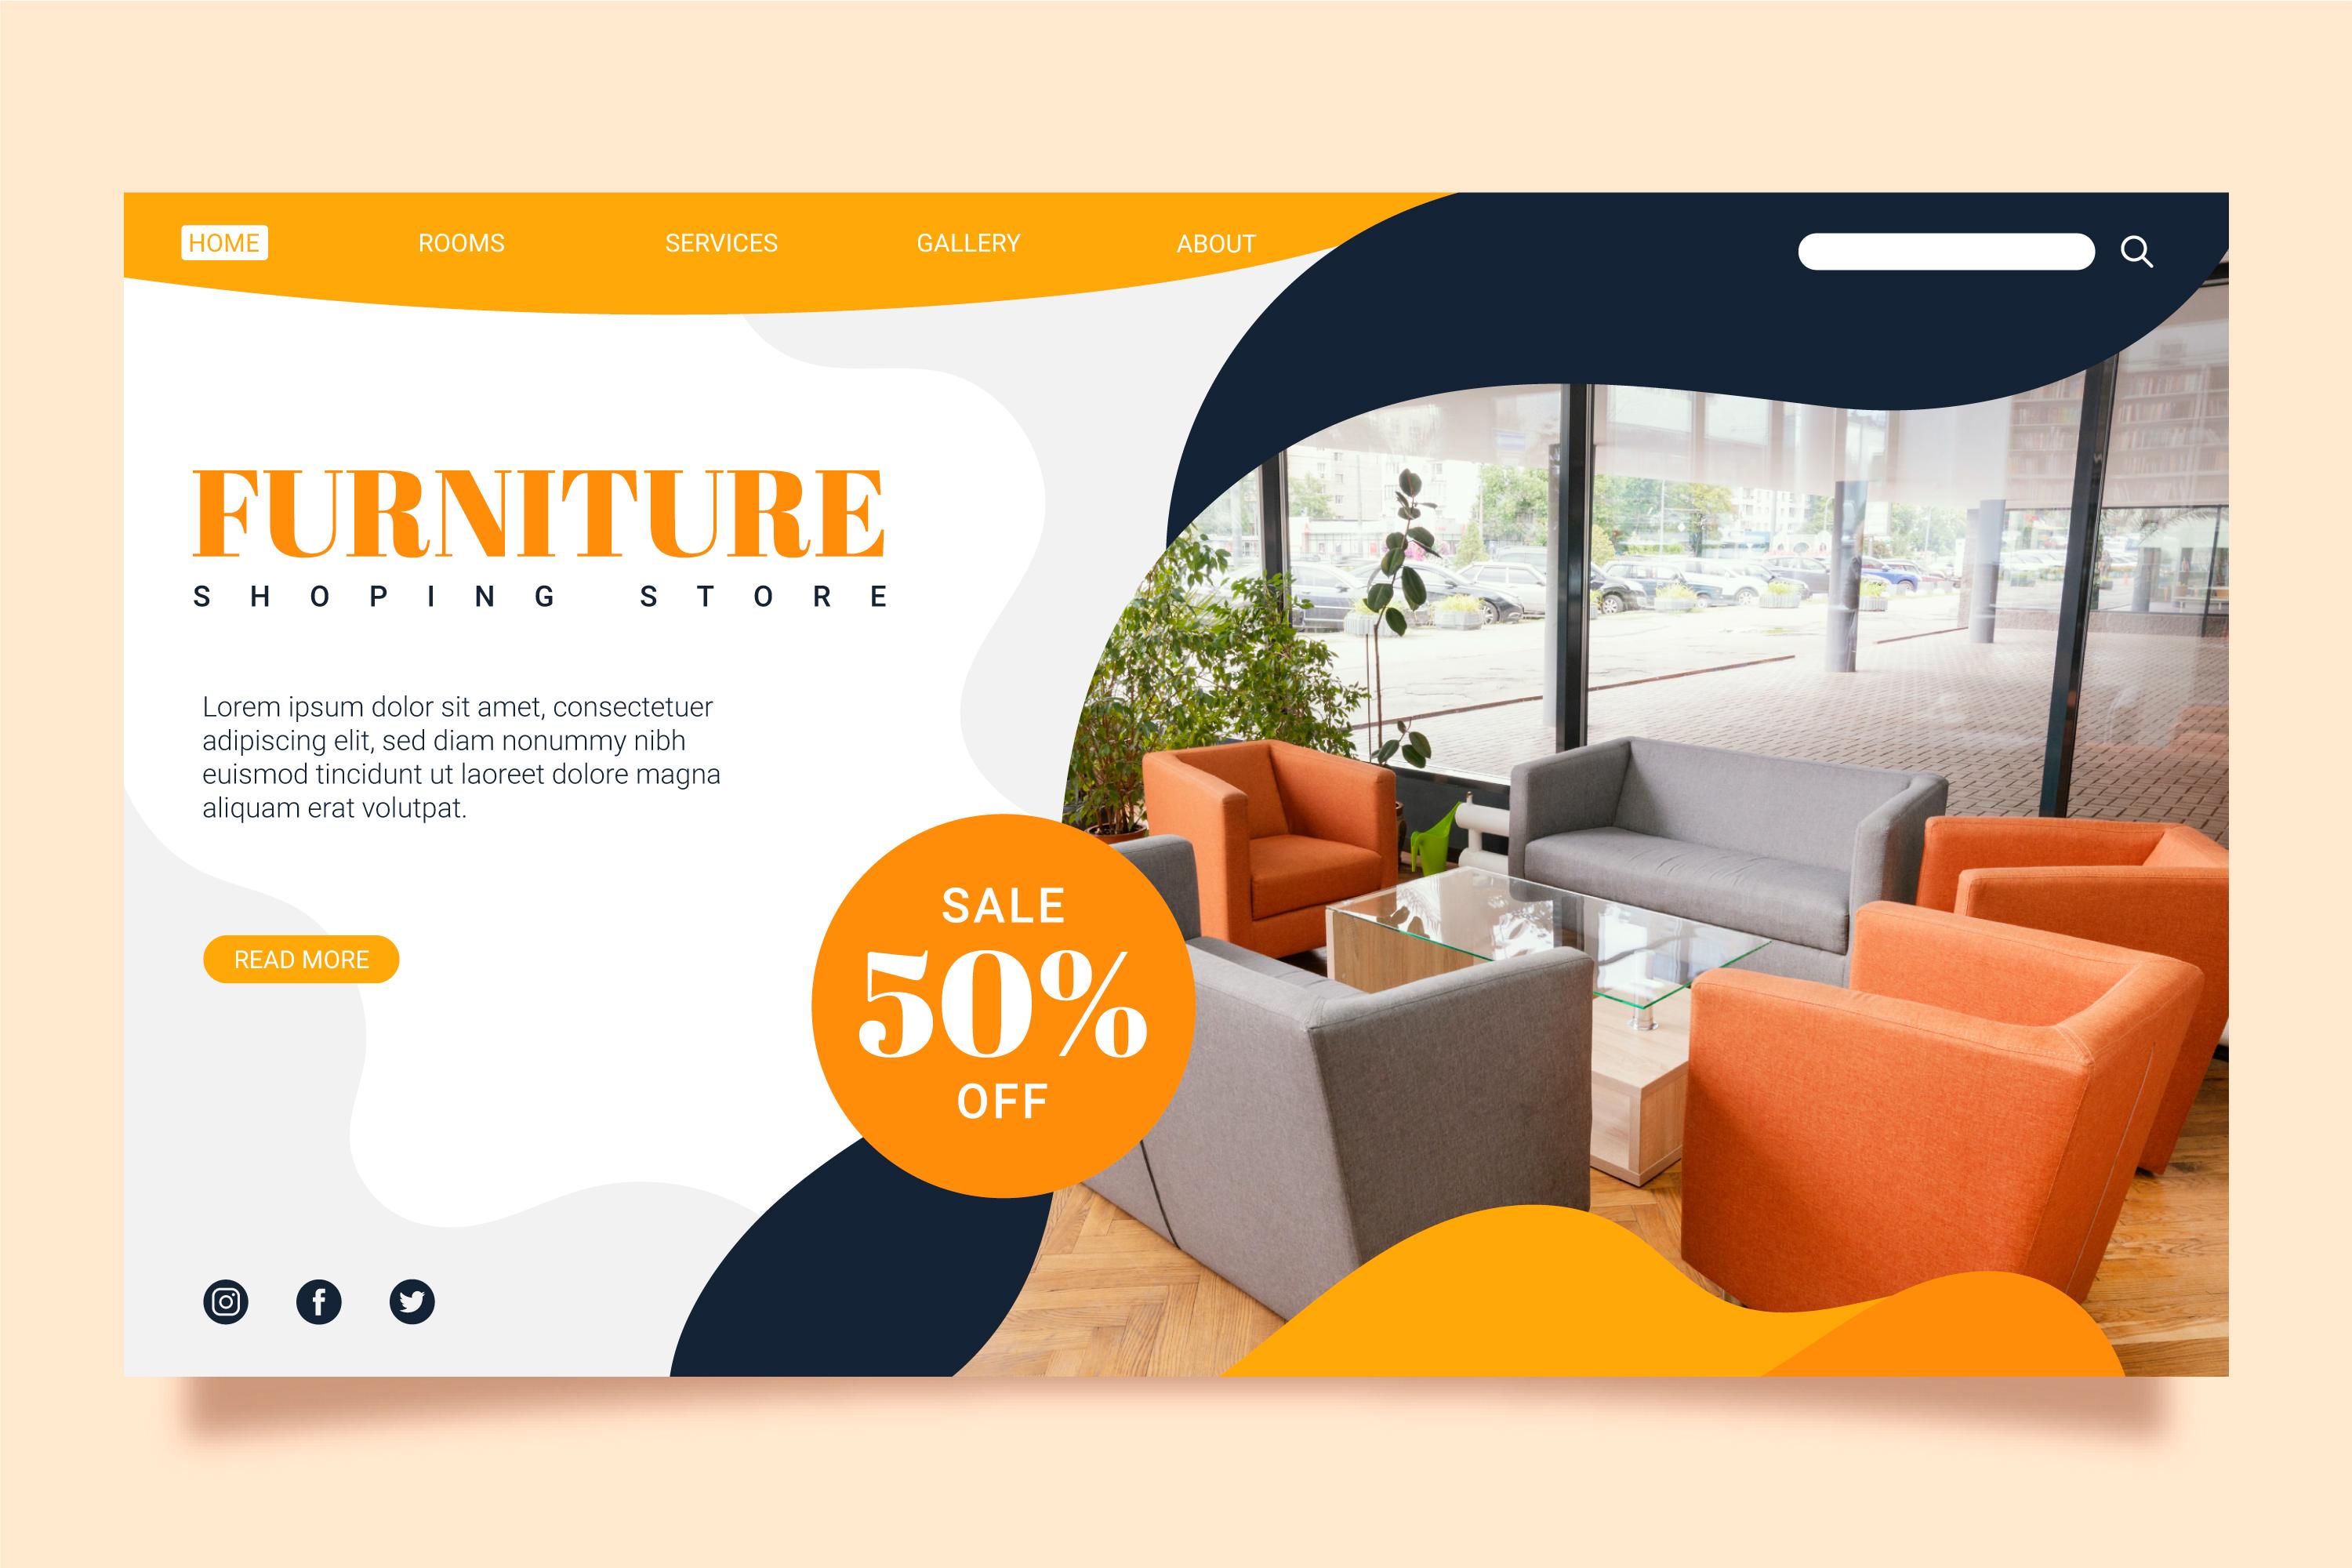 HOME
ROOMS
SERVICES
GALLERY
ABOUT
FURNITURE
SHOPING STORE
Lorem ipsum dolor sit amet, consectetuer
adipiscing elit, sed diam nonummy nibh
euismod tincidunt ut laoreet dolore magna
aliquam erat volutpat.
READ MORE
SALE
50%
OFF